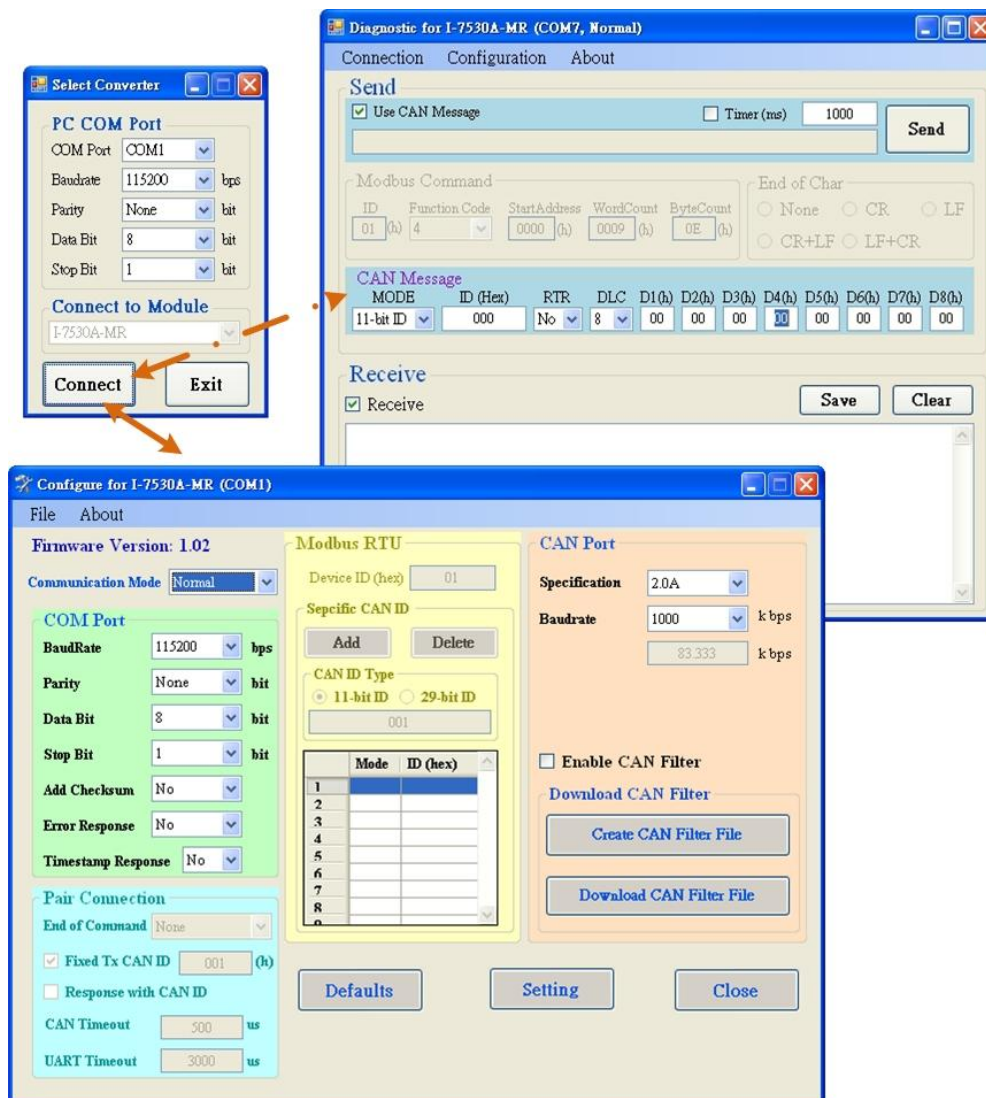 Diagnostic for I-7530A-MR (COM7, Normal)
Connection Configuration About
Send
Use CAN Message Timer (ms) 1000 Send
Modbus Command
ID Function Code StartAddress WordCount ByteCount
01 (h) 4 0000 (h) 0009 (h) 0E (h)
End of Char
None CR LF
CR+LF LF+CR
CAN Message
MODE ID (Hex) RTR DLC D1(h) D2(h) D3(h) D4(h) D5(h) D6(h) D7(h) D8(h)
11-bit ID 000 No 8 00 00 00 00 00 00 00 00
Receive
Receive Save Clear
Select Converter
PC COM Port
COM Port COM1
Baudrate 115200 bps
Parity None bit
Data Bit 8 bit
Stop Bit 1 bit
Connect to Module
I-7530A-MR
Connect Exit
Configure for I-7530A-MR (COM1)
File About
Firmware Version: 1.02
Communication Mode Normal
COM Port
BaudRate 115200 bps
Parity None bit
Data Bit 8 bit
Stop Bit 1 bit
Add Checksum No
Error Response No
Timestamp Response No
Pair Connection
End of Command None
Fixed Tx CAN ID 001 (h)
Response with CAN ID
CAN Timeout 500 us
UART Timeout 3000 us
Modbus RTU
Device ID (hex) 01
Sepcific CAN ID
Add Delete
CAN ID Type
11-bit ID 29-bit ID
001
Mode ID (hex)
1
2
3
4
5
6
7
8
9
CAN Port
Specification 2.0A
Baudrate 1000 k bps
83.333 k bps
Enable CAN Filter
Download CAN Filter
Create CAN Filter File
Download CAN Filter File
Defaults Setting Close